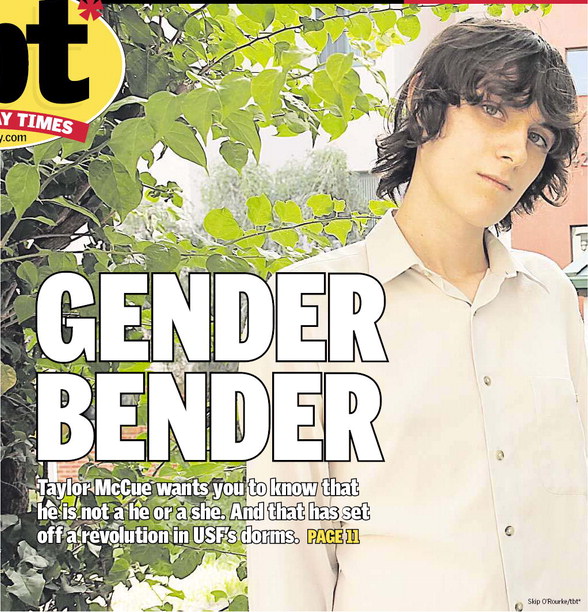 bt*
AY TIMES
y.com
GENDER
BENDER
Taylor McCue wants you to know that
he is not a he or a she. And that has set
off a revolution in USF's dorms. PAGE 11
Skip O'Rourke/tbt*